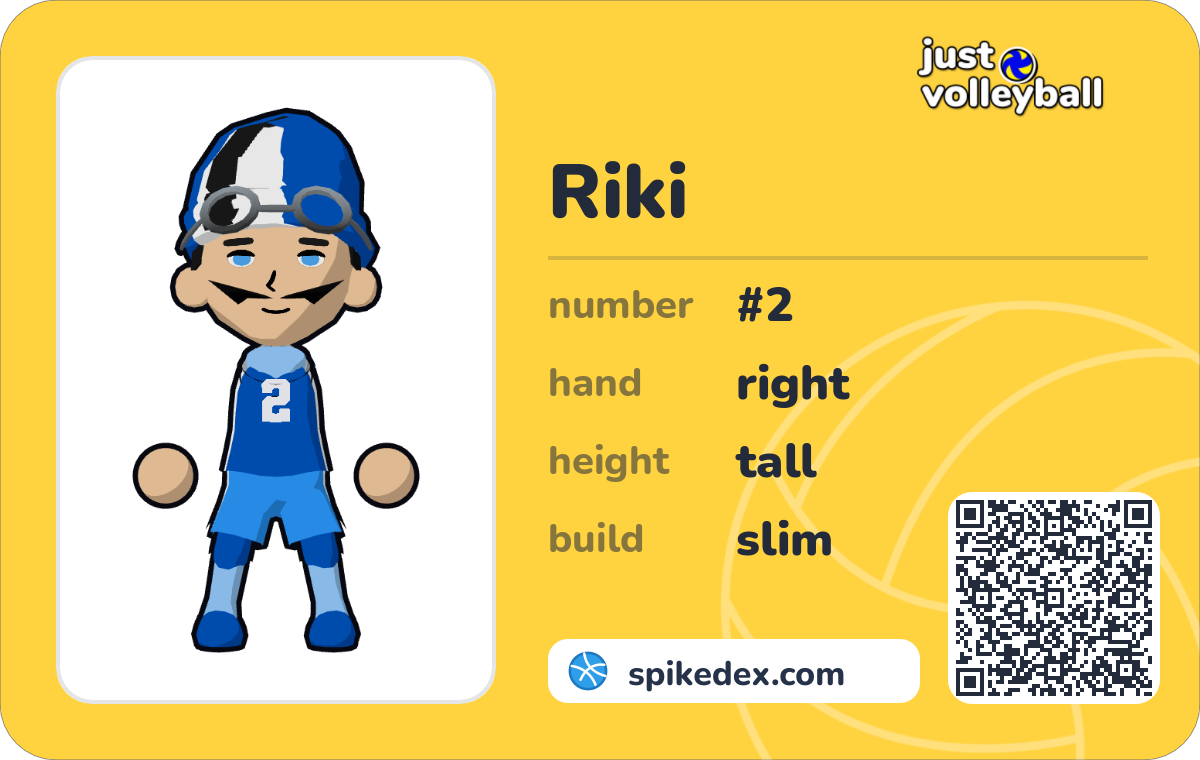 just
volleyball
Riki
number #2
hand right
height tall
build slim
2
spikedex.com